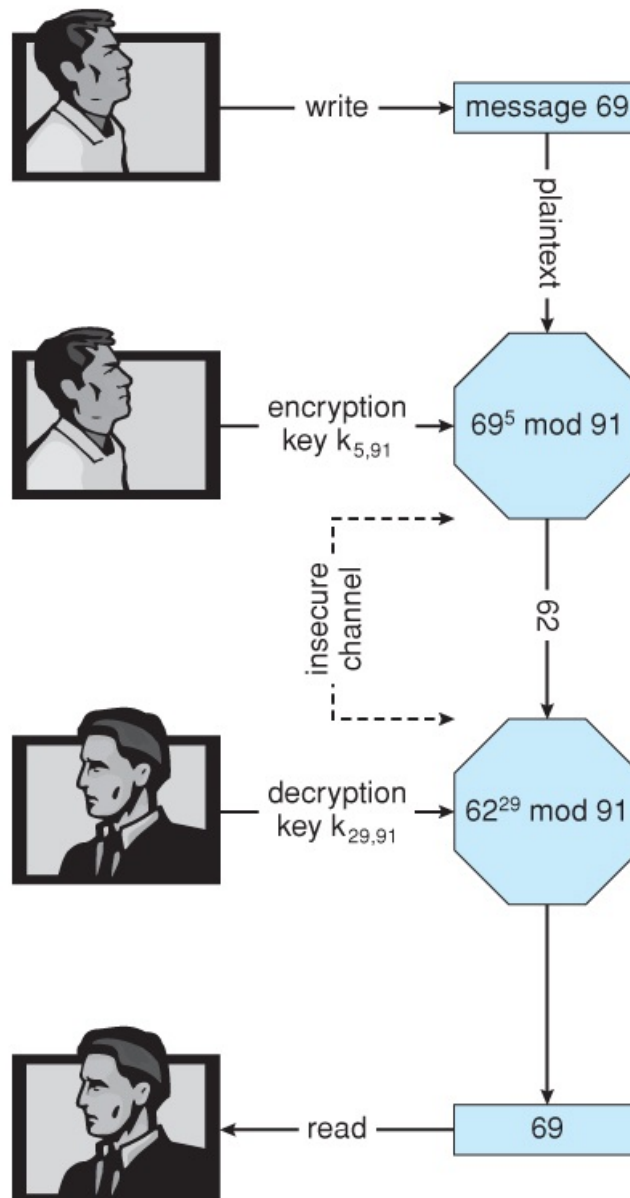 write
message 69
plaintext
encryption
key k₅,₉₁
69⁵ mod 91
insecure
channel
62
decryption
key k₂₉,₉₁
62²⁹ mod 91
read
69